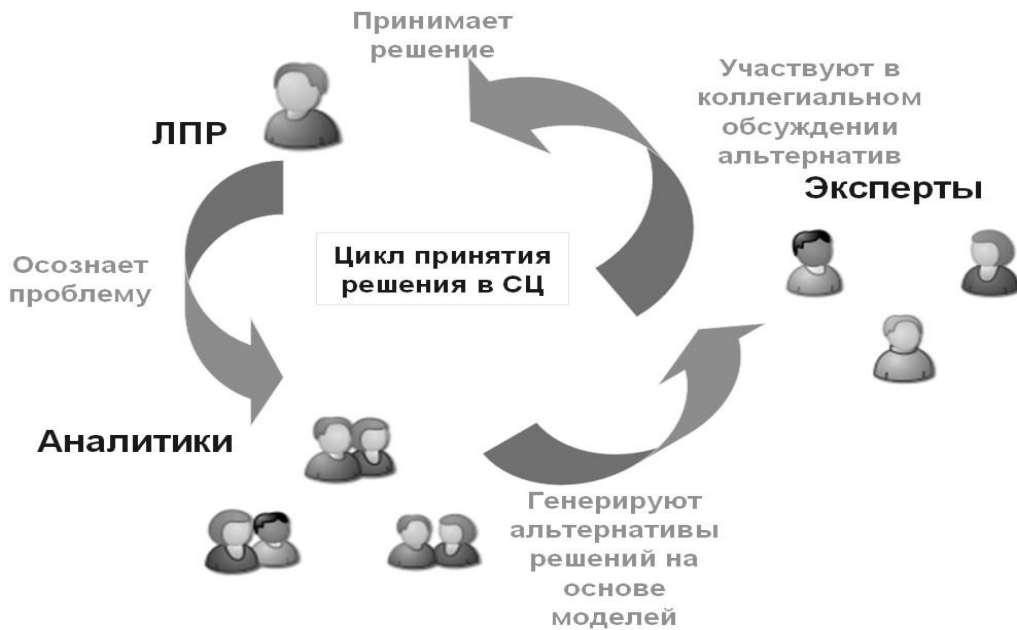 Принимает
решение
ЛПР
Участвуют в
коллегиальном
обсуждении
альтернатив
Эксперты
Осознает
проблему
Цикл принятия
решения в СЦ
Аналитики
Генерируют
альтернативы
решений на
основе
моделей